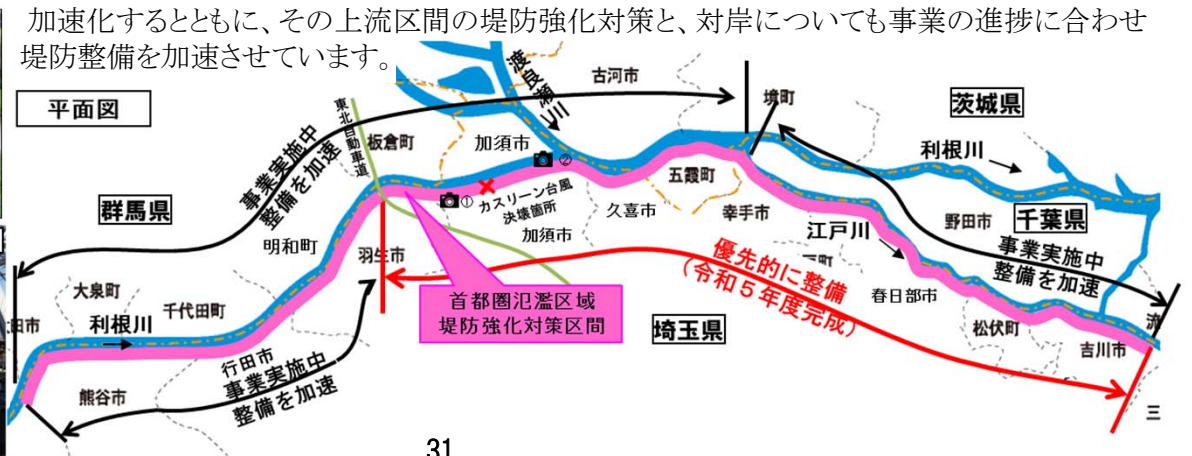 加速化するとともに、その上流区間の堤防強化対策と、対岸についても事業の進捗に合わせ
堤防整備を加速させています。
平面図
渡良瀬川
古河市
境町
茨城県
東北自動車道
板倉町
加須市
利根川
事業実施中
整備を加速
②
五霞町
群馬県
①
カスリーン台風
決壊箇所
久喜市
幸手市
野田市
千葉県
明和町
羽生市
加須市
江戸川
事業実施中
整備を加速
優先的に整備
(令和5年度完成)
大泉町
千代田町
首都圏氾濫区域
堤防強化対策区間
春日部市
利根川
埼玉県
松伏町
流
行田市
吉川市
事業実施中
整備を加速
熊谷市
三
31